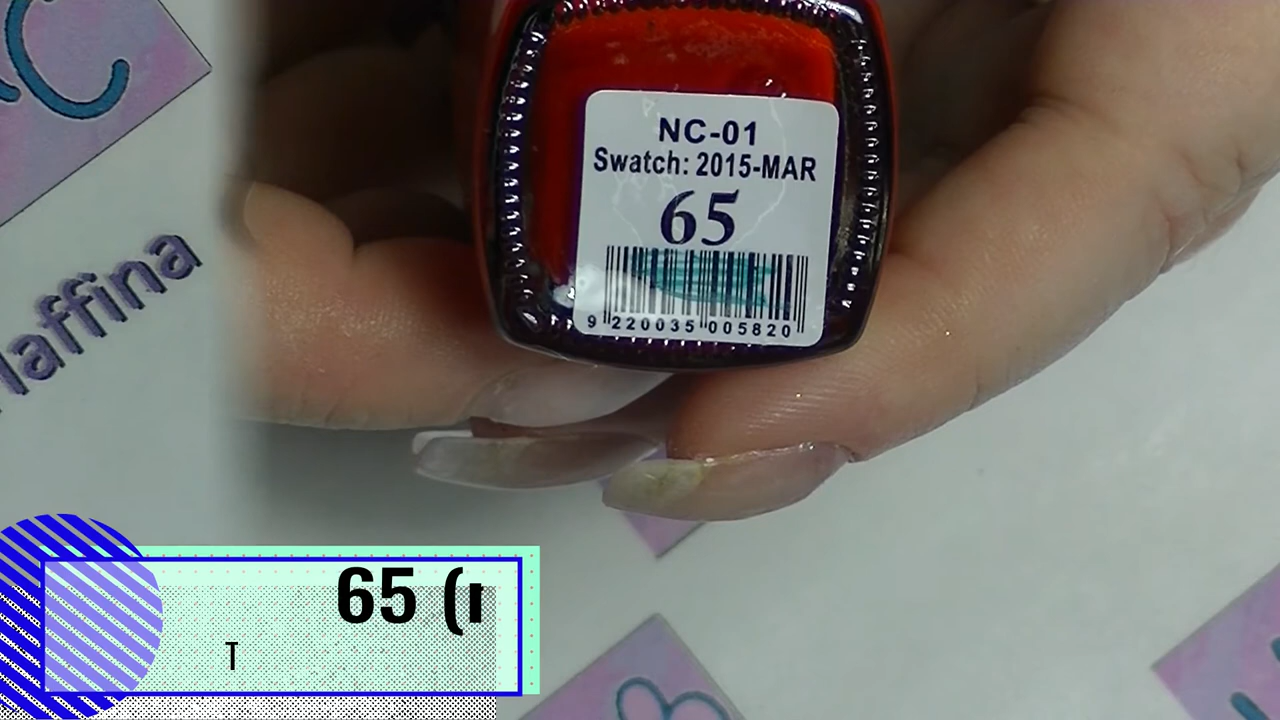 NC-01
Swatch: 2015-MAR
65
9 220035 005820
laffina
65 (
T